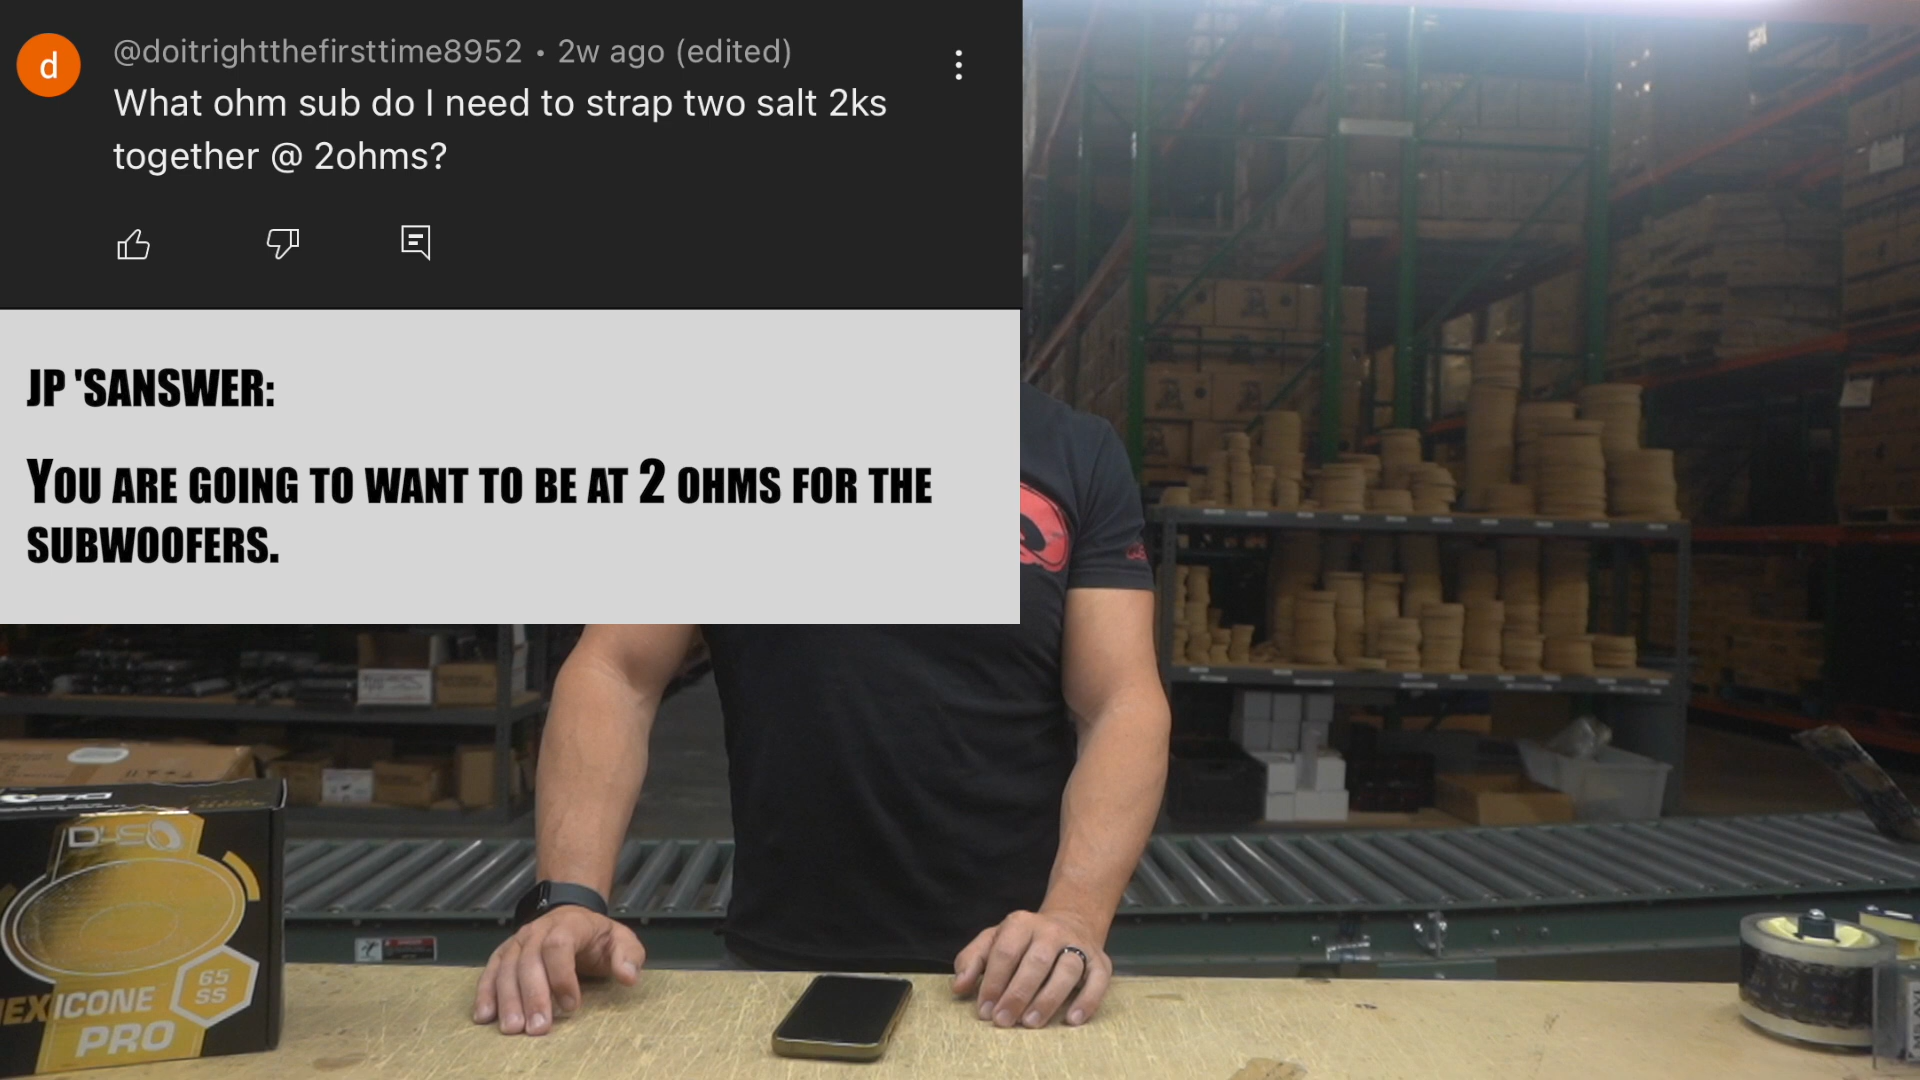 d
@doitrightthefirsttime8952 • 2w ago (edited)
What ohm sub do I need to strap two salt 2ks
together @ 2ohms?
JP 'SANSWER:
YOU ARE GOING TO WANT TO BE AT 2 OHMS FOR THE
SUBWOOFERS.
D4S
65
SS
EXICONE
PRO